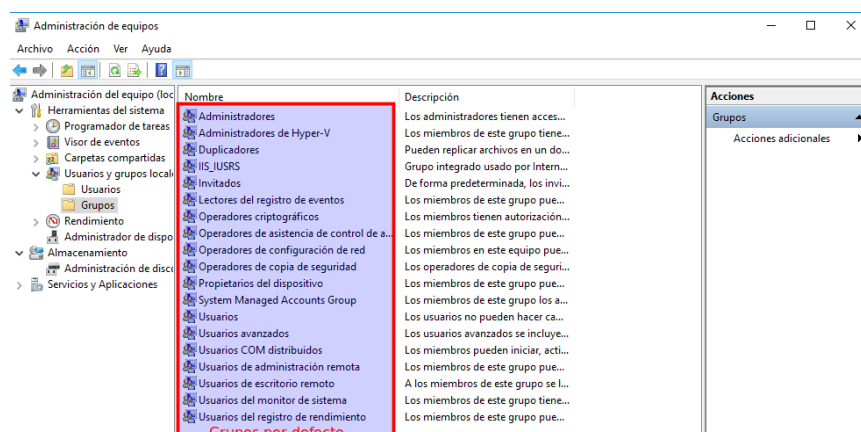 Administración de equipos
Archivo Acción Ver Ayuda
Administración del equipo (loc
Herramientas del sistema
Programador de tareas
Visor de eventos
Carpetas compartidas
Usuarios y grupos locale
Usuarios
Grupos
Rendimiento
Administrador de dispo
Almacenamiento
Administración de disco
Servicios y Aplicaciones
Nombre Descripción
Administradores Los administradores tienen acces...
Administradores de Hyper-V Los miembros de este grupo tiene...
Duplicadores Pueden replicar archivos en un do...
IIS_IUSRS Grupo integrado usado por Intern...
Invitados De forma predeterminada, los invi...
Lectores del registro de eventos Los miembros de este grupo pue...
Operadores criptográficos Los miembros tienen autorización...
Operadores de asistencia de control de a... Los miembros de este grupo pue...
Operadores de configuración de red Los miembros en este equipo pue...
Operadores de copia de seguridad Los operadores de copia de seguri...
Propietarios del dispositivo Los miembros de este grupo pue...
System Managed Accounts Group Los miembros de este grupo los a...
Usuarios Los usuarios no pueden hacer ca...
Usuarios avanzados Los usuarios avanzados se incluye...
Usuarios COM distribuidos Los miembros pueden iniciar, acti...
Usuarios de administración remota Los miembros de este grupo pue...
Usuarios de escritorio remoto A los miembros de este grupo se l...
Usuarios del monitor de sistema Los miembros de este grupo tiene...
Usuarios del registro de rendimiento Los miembros de este grupo pue...
Grupos por defecto
Acciones
Grupos
Acciones adicionales